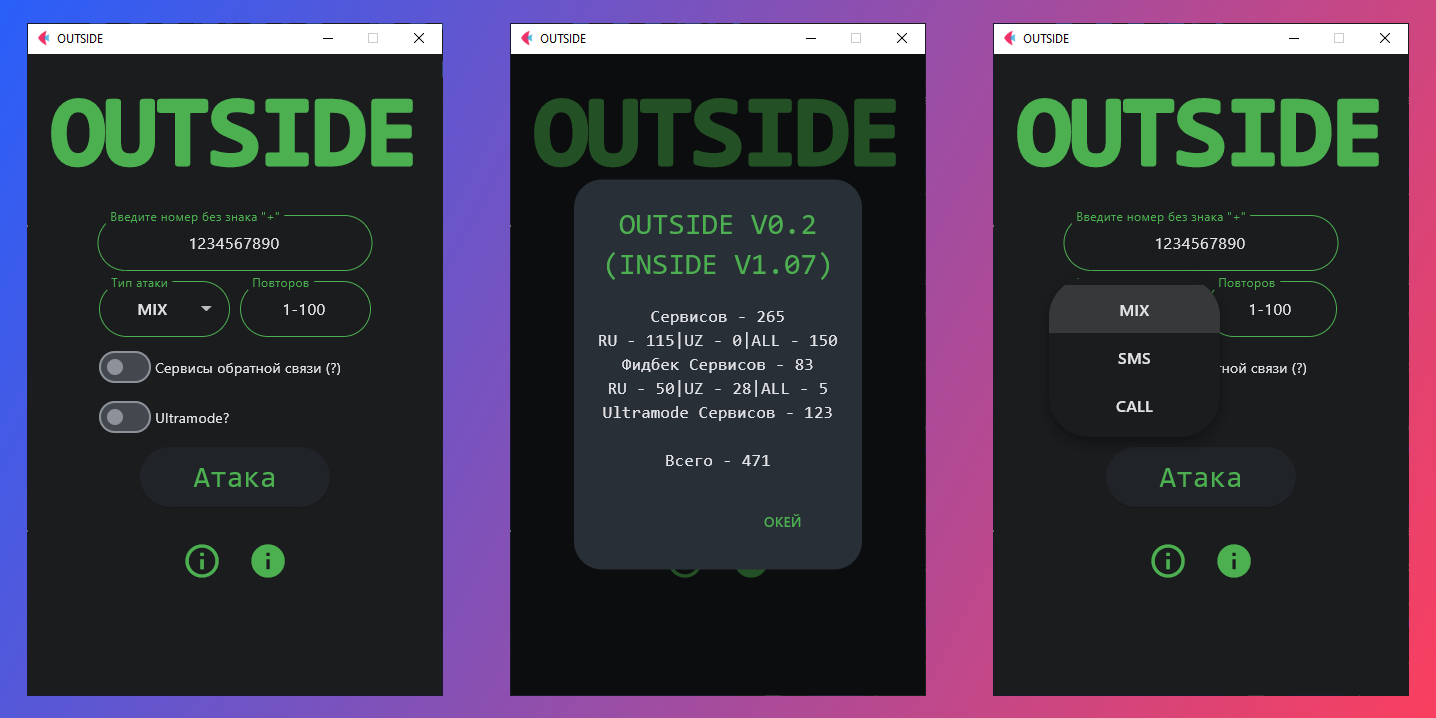 OUTSIDE
OUTSIDE
Введите номер без знака "+"
1234567890
Тип атаки
MIX
Повторов
1-100
Сервисы обратной связи (?)
Ultramode?
Атака
OUTSIDE
OUTSIDE
OUTSIDE V0.2
(INSIDE V1.07)
Сервисов - 265
RU - 115|UZ - 0|ALL - 150
Фидбек Сервисов - 83
RU - 50|UZ - 28|ALL - 5
Ultramode Сервисов - 123
Всего - 471
ОКЕЙ
OUTSIDE
OUTSIDE
Введите номер без знака "+"
1234567890
Повторов
1-100
MIX
SMS
CALL
тной связи (?)
Атака